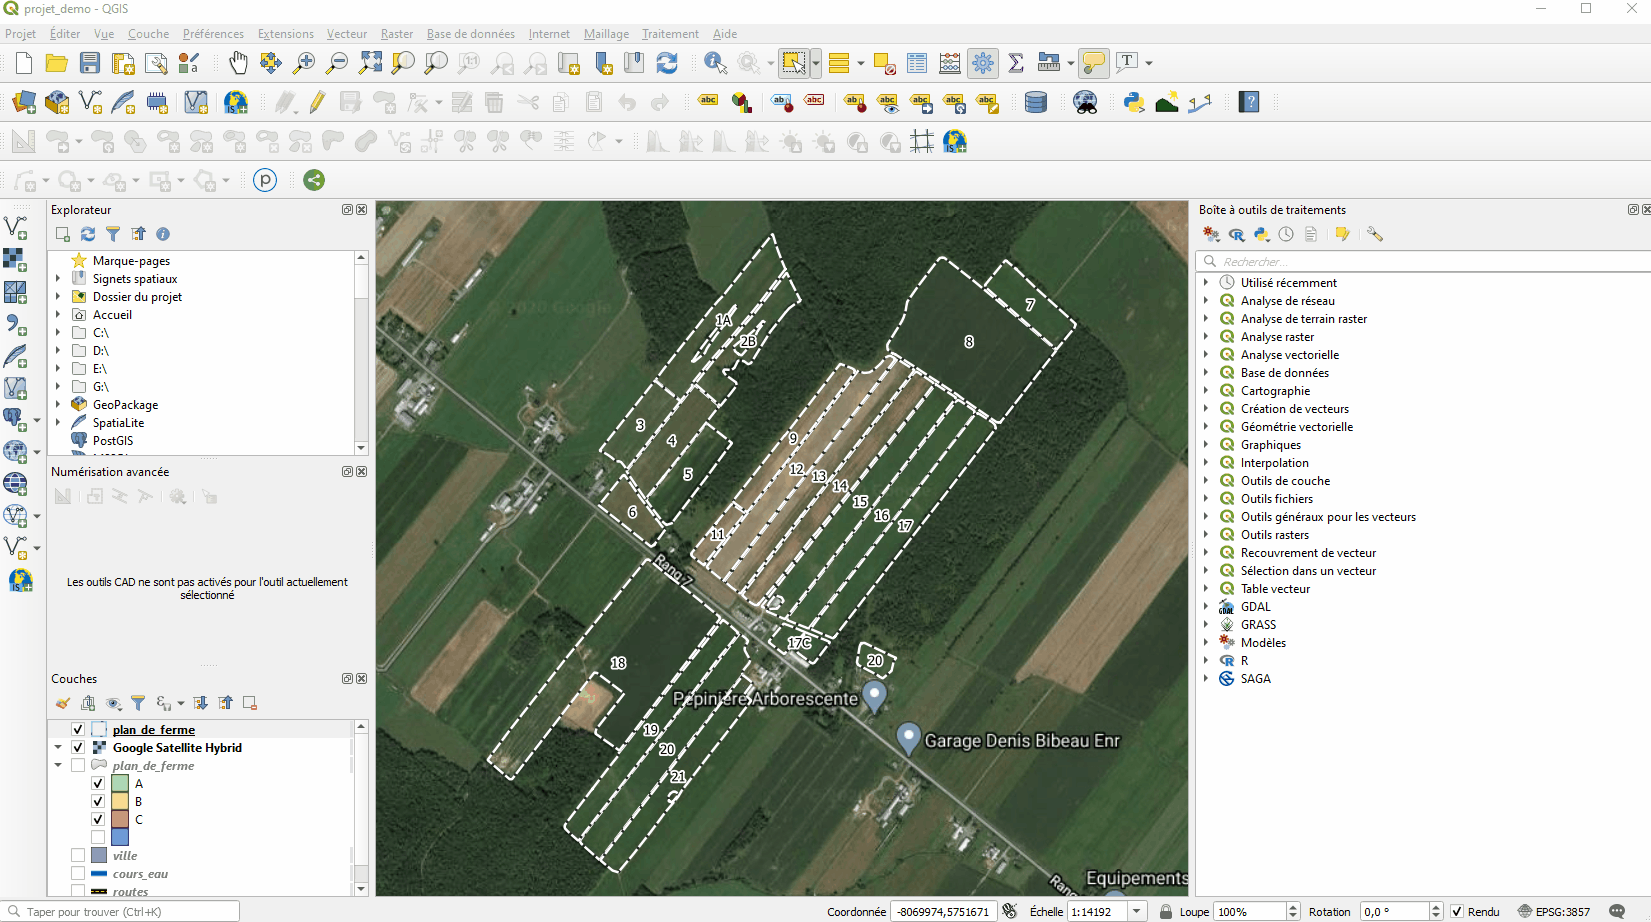 projet_demo - QGIS
Projet Éditer Vue Couche Préférences Extensions Vecteur Raster Base de données Internet Maillage Traitement Aide
Explorateur
Marque-pages
Signets spatiaux
Dossier du projet
Accueil
C:\
D:\
E:\
G:\
GeoPackage
SpatiaLite
PostGIS
Numérisation avancée
Les outils CAD ne sont pas activés pour l'outil actuellement
sélectionné
Couches
plan_de_ferme
Google Satellite Hybrid
plan_de_ferme
A
B
C
ville
cours_eau
routes
1A
2B
7
8
3
4
5
6
9
12
13
14
15
16
17
11
Rang 7
17C
20
18
Pépinière Arborescente
19
20
21
Garage Denis Bibeau Enr
Equipements
Rang
Boîte à outils de traitements
Rechercher...
Utilisé récemment
Analyse de réseau
Analyse de terrain raster
Analyse raster
Analyse vectorielle
Base de données
Cartographie
Création de vecteurs
Géométrie vectorielle
Graphiques
Interpolation
Outils de couche
Outils fichiers
Outils généraux pour les vecteurs
Outils rasters
Recouvrement de vecteur
Sélection dans un vecteur
Table vecteur
GDAL
GRASS
Modèles
R
SAGA
Taper pour trouver (Ctrl+K)
Coordonnée -8069974,5751671 Échelle 1:14192 Loupe 100% Rotation 0,0 ° Rendu EPSG:3857